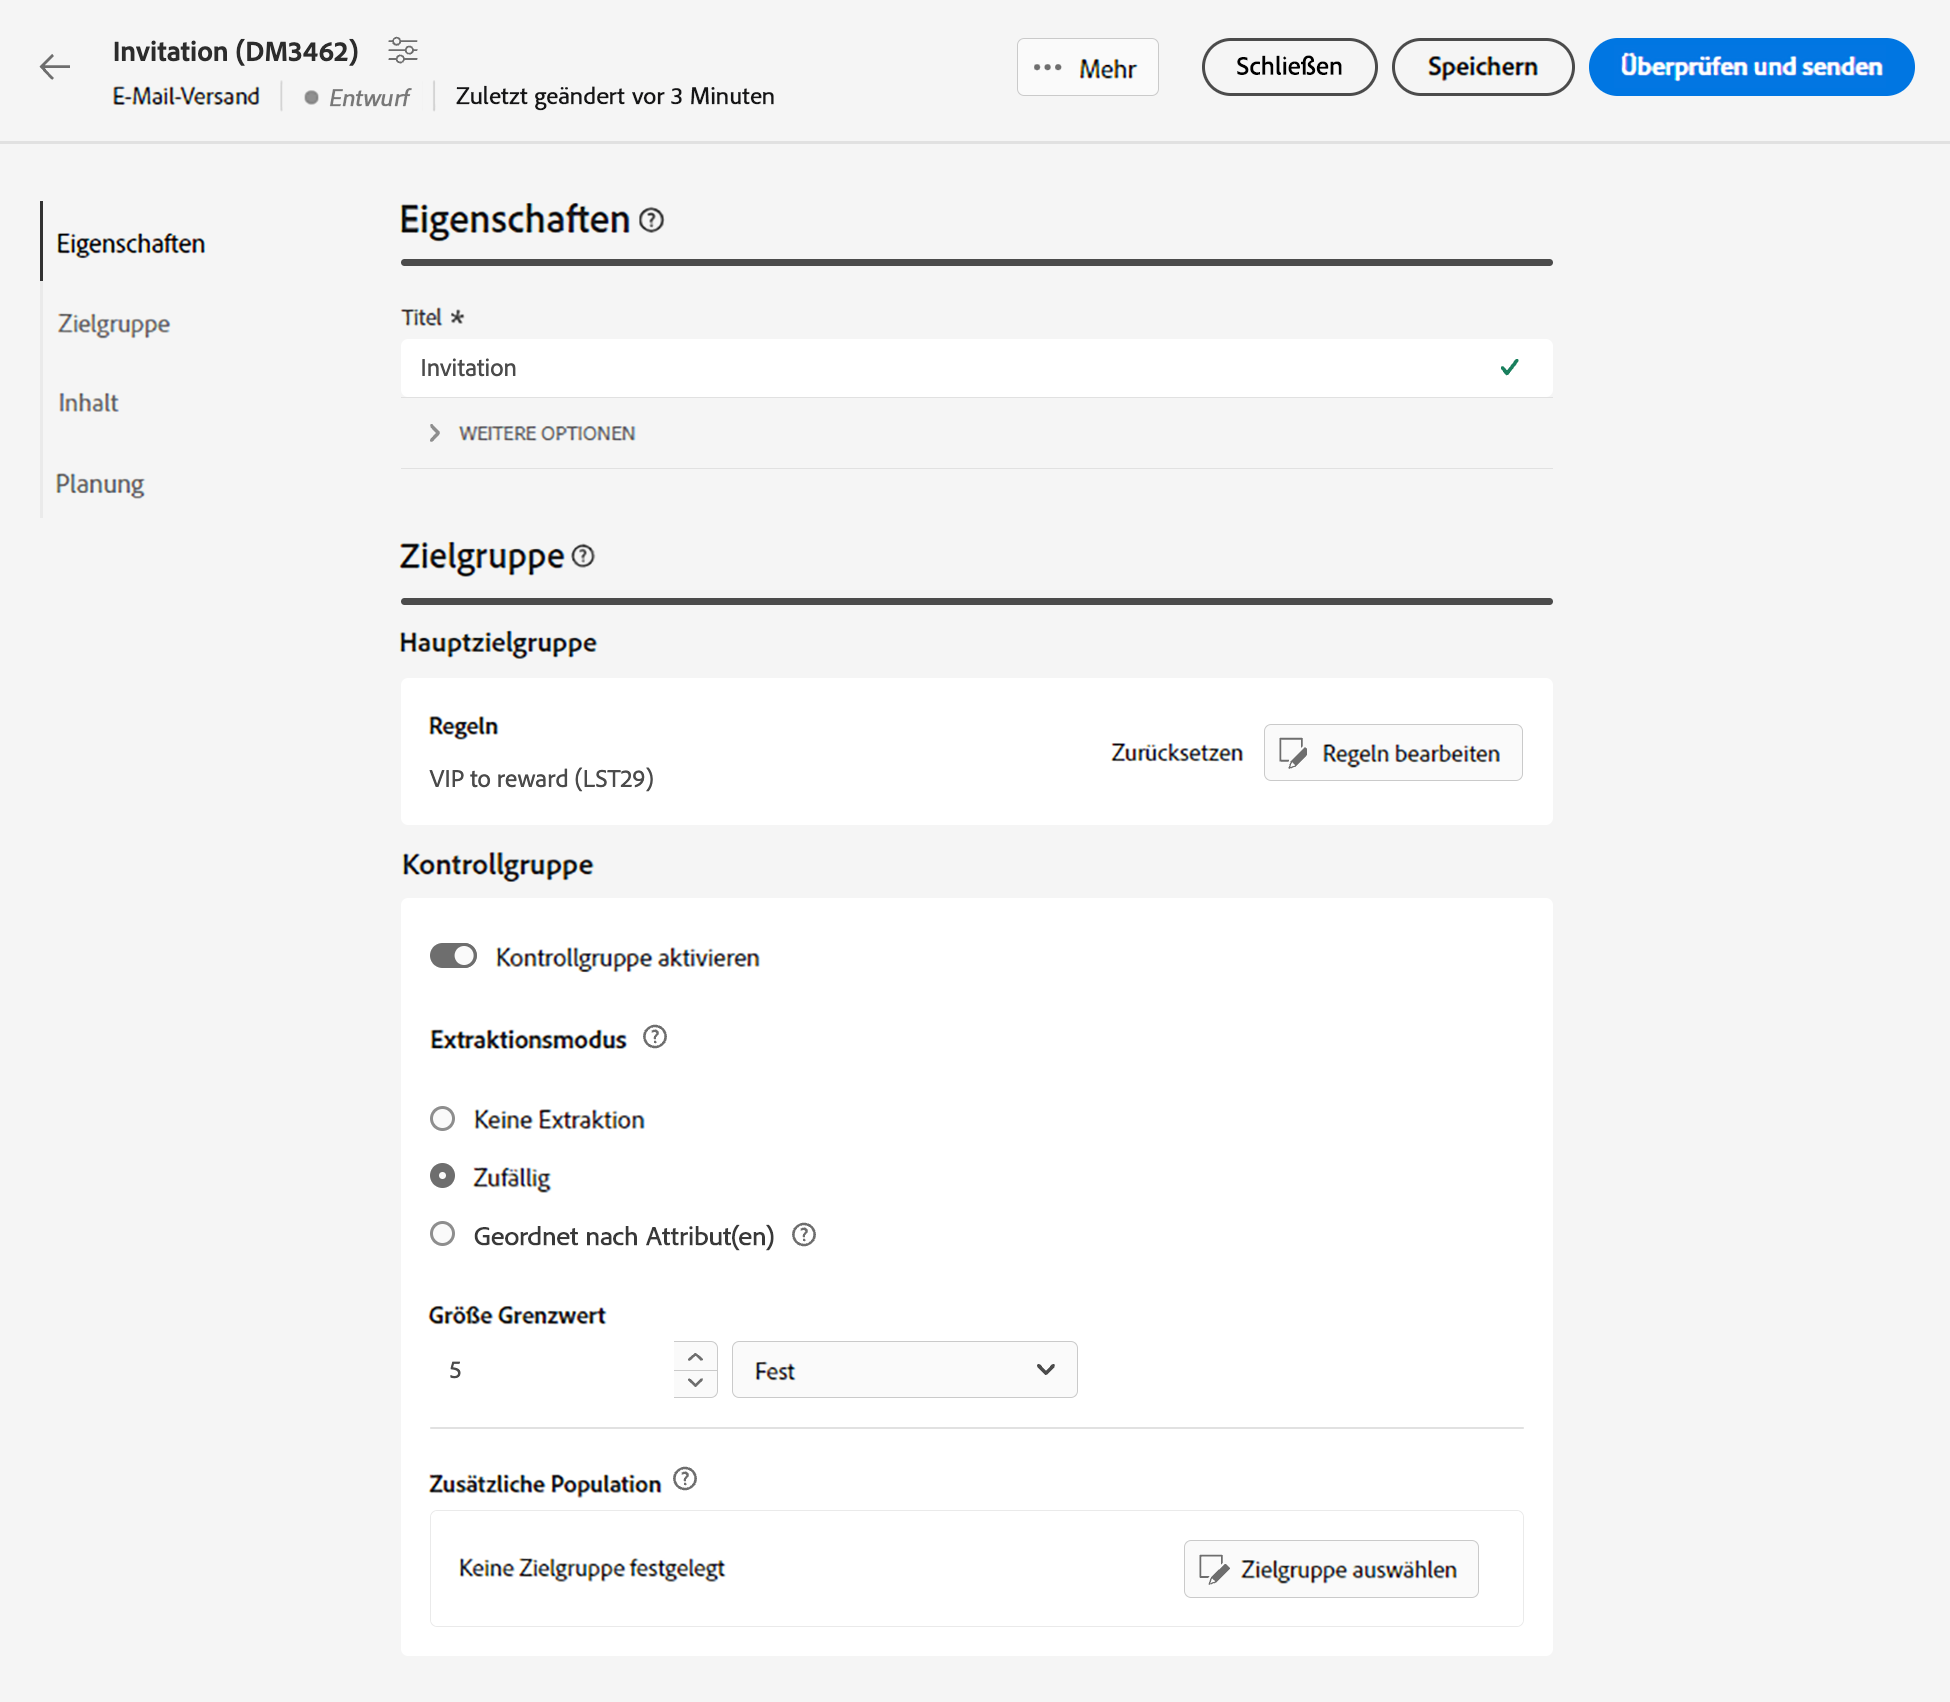 Invitation (DM3462)
E-Mail-Versand
Entwurf
Zuletzt geändert vor 3 Minuten
Mehr
Schließen
Speichern
Überprüfen und senden
Eigenschaften
Zielgruppe
Inhalt
Planung
Eigenschaften
Titel *
Invitation
WEITERE OPTIONEN
Zielgruppe
Hauptzielgruppe
Regeln
VIP to reward (LST29)
Zurücksetzen
Regeln bearbeiten
Kontrollgruppe
Kontrollgruppe aktivieren
Extraktionsmodus
Keine Extraktion
Zufällig
Geordnet nach Attribut(en)
Größe Grenzwert
5
Fest
Zusätzliche Population
Keine Zielgruppe festgelegt
Zielgruppe auswählen